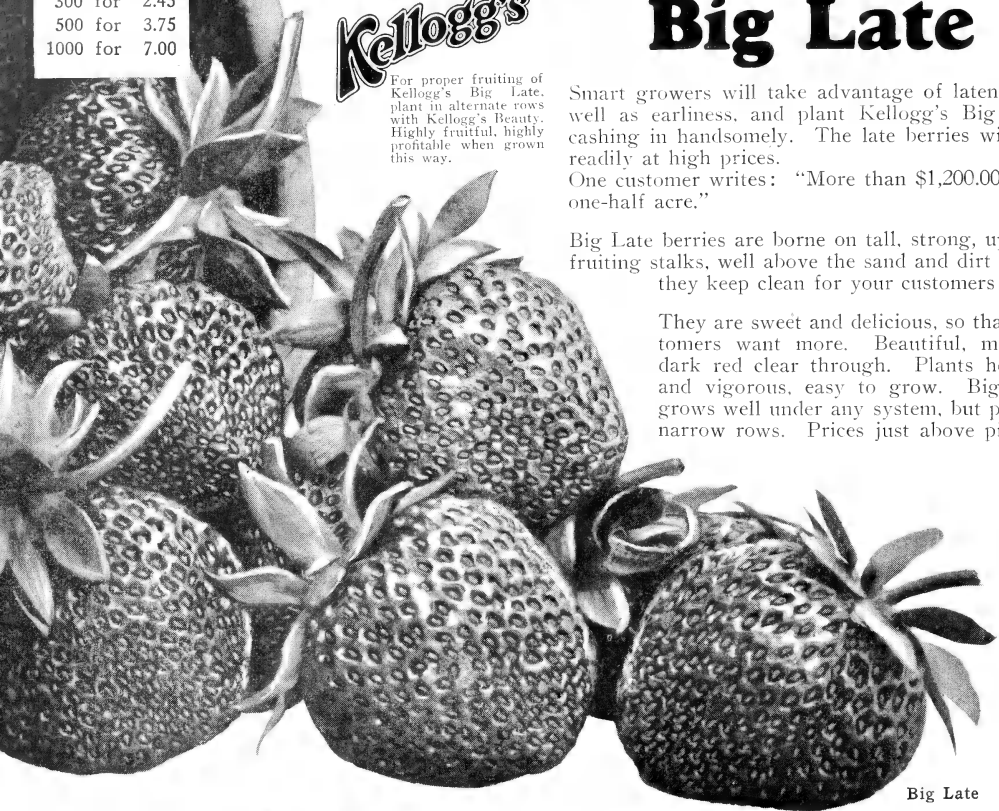 300 for 2.45
500 for 3.75
1000 for 7.00
Kellogg's
Big Late
For proper fruiting of
Kellogg's Big Late,
plant in alternate rows
with Kellogg's Beauty.
Highly fruitful, highly
profitable when grown
this way.
Smart growers will take advantage of laten
well as earliness, and plant Kellogg's Big
cashing in handsomely. The late berries wi
readily at high prices.
One customer writes: “More than $1,200.00
one-half acre.”
Big Late berries are borne on tall, strong, u
fruiting stalks, well above the sand and dirt
they keep clean for your customers
They are sweet and delicious, so tha
tomers want more. Beautiful, m
dark red clear through. Plants he
and vigorous, easy to grow. Big
grows well under any system, but p
narrow rows. Prices just above pr
Big Late